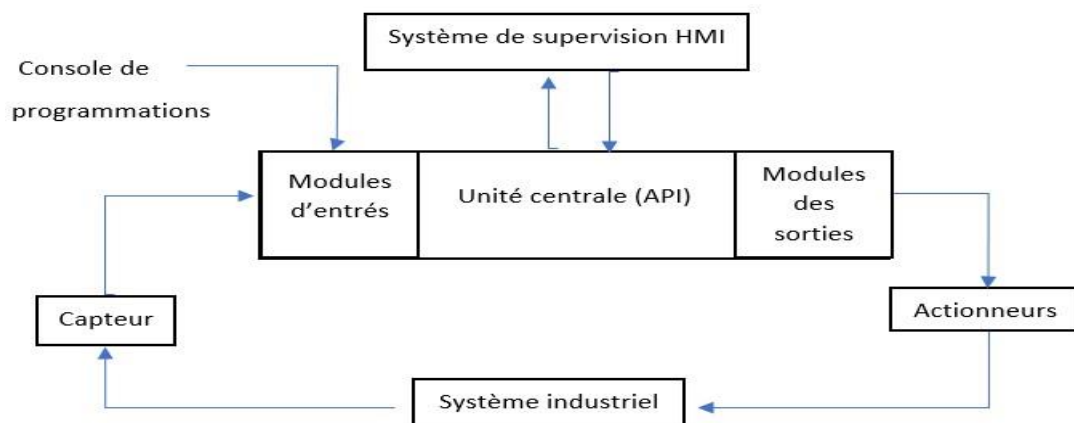 Système de supervision HMI
Console de
programmations
Modules
d'entrés
Unité centrale (API)
Modules
des
sorties
Capteur
Actionneurs
Système industriel